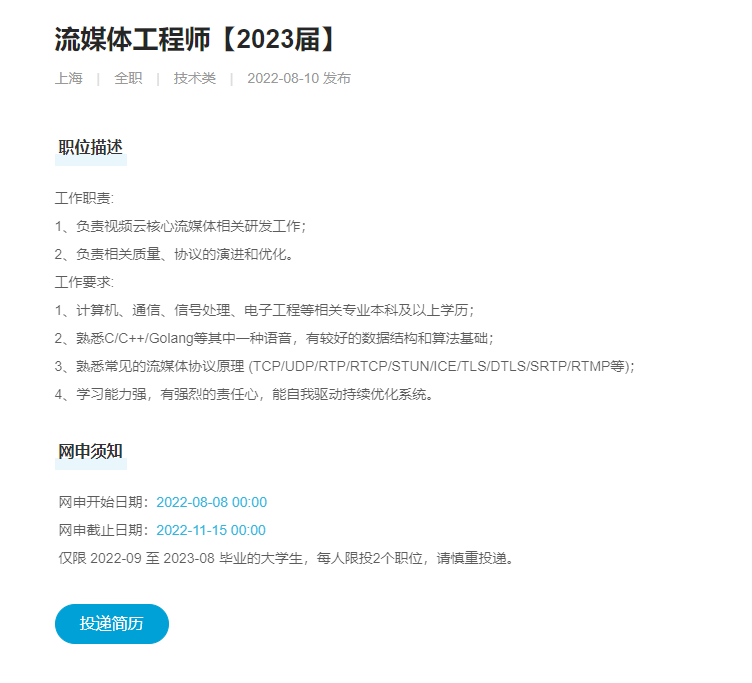 流媒体工程师【2023届】
上海 | 全职 | 技术类 | 2022-08-10 发布
职位描述
工作职责:
1、负责视频云核心流媒体相关研发工作;
2、负责相关质量、协议的演进和优化。
工作要求:
1、计算机、通信、信号处理、电子工程等相关专业本科及以上学历;
2、熟悉C/C++/Golang等其中一种语音，有较好的数据结构和算法基础;
3、熟悉常见的流媒体协议原理 (TCP/UDP/RTP/RTCP/STUN/ICE/TLS/DTLS/SRTP/RTMP等);
4、学习能力强，有强烈的责任心，能自我驱动持续优化系统。
网申须知
网申开始日期：2022-08-08 00:00
网申截止日期：2022-11-15 00:00
仅限 2022-09 至 2023-08 毕业的大学生，每人限投2个职位，请慎重投递。
投递简历